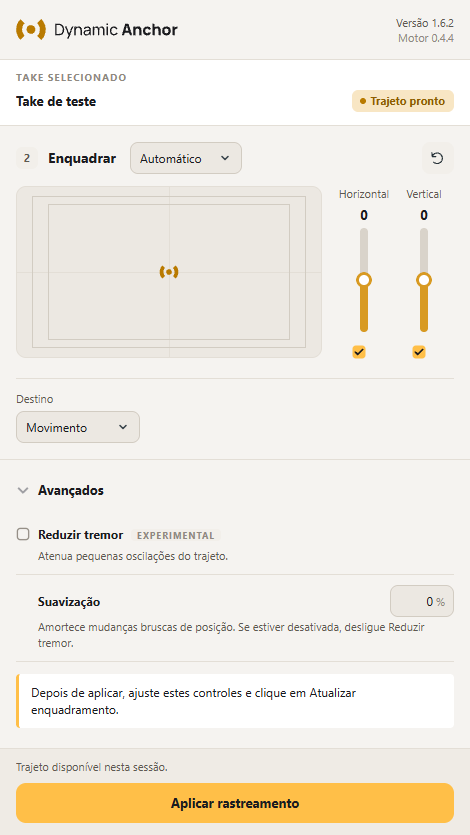 Dynamic Anchor
Versão 1.6.2
Motor 0.4.4
TAKE SELECIONADO
Take de teste
Trajeto pronto
2 Enquadrar Automático
Horizontal Vertical
0 0
Destino
Movimento
Avançados
Reduzir tremor EXPERIMENTAL
Atenua pequenas oscilações do trajeto.
Suavização 0 %
Amortece mudanças bruscas de posição. Se estiver desativada, desligue Reduzir
tremor.
Depois de aplicar, ajuste estes controles e clique em Atualizar
enquadramento.
Trajeto disponível nesta sessão.
Aplicar rastreamento